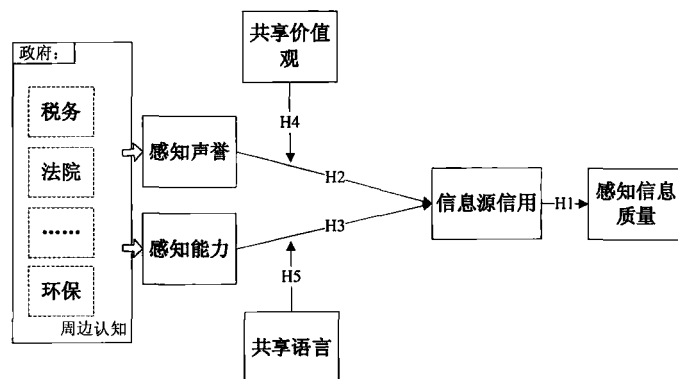 政府：
税务
法院
……
环保
周边认知
感知声誉
感知能力
共享价值
观
H4
H2
H3
H5
共享语言
信息源信用
H1
感知信息
质量